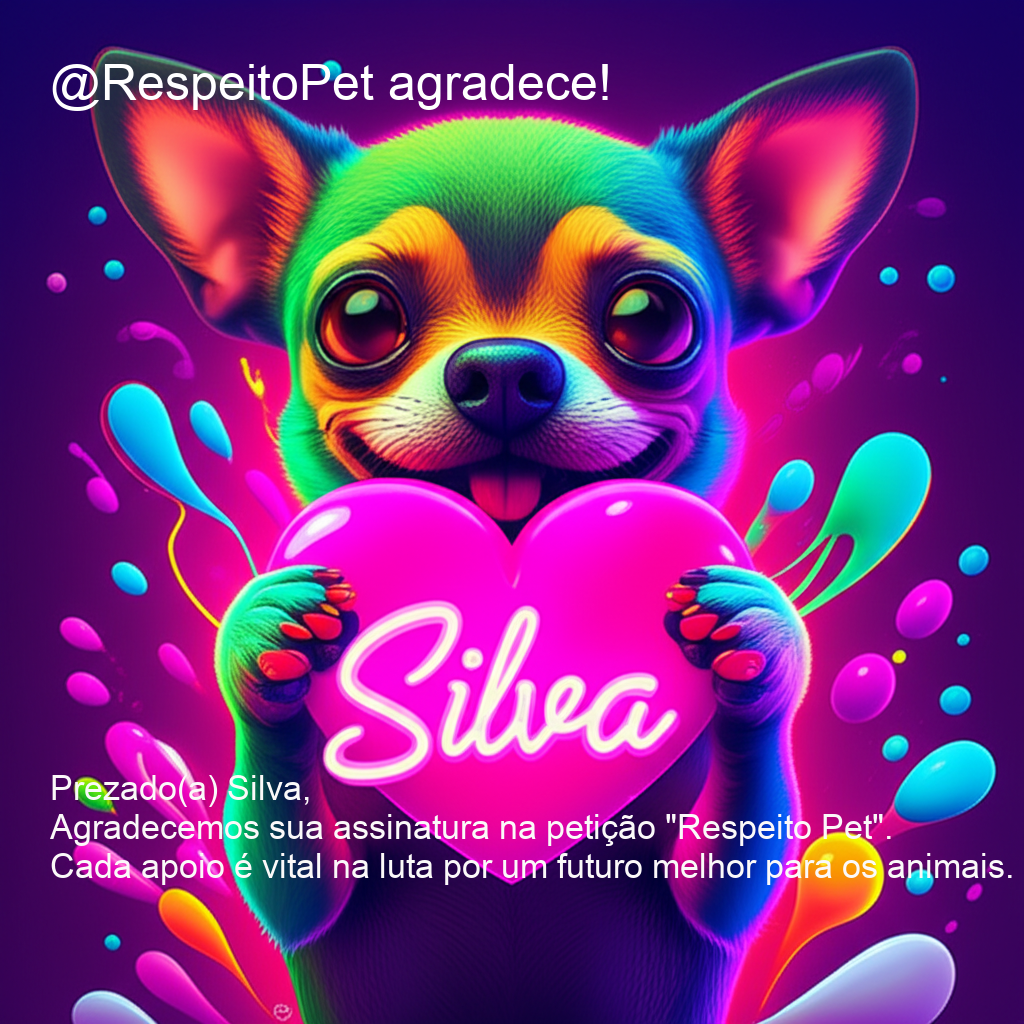 @RespeitoPet agradece!
Silva
Prezado(a) Silva,
Agradecemos sua assinatura na petição "Respeito Pet".
Cada apoio é vital na luta por um futuro melhor para os animais.